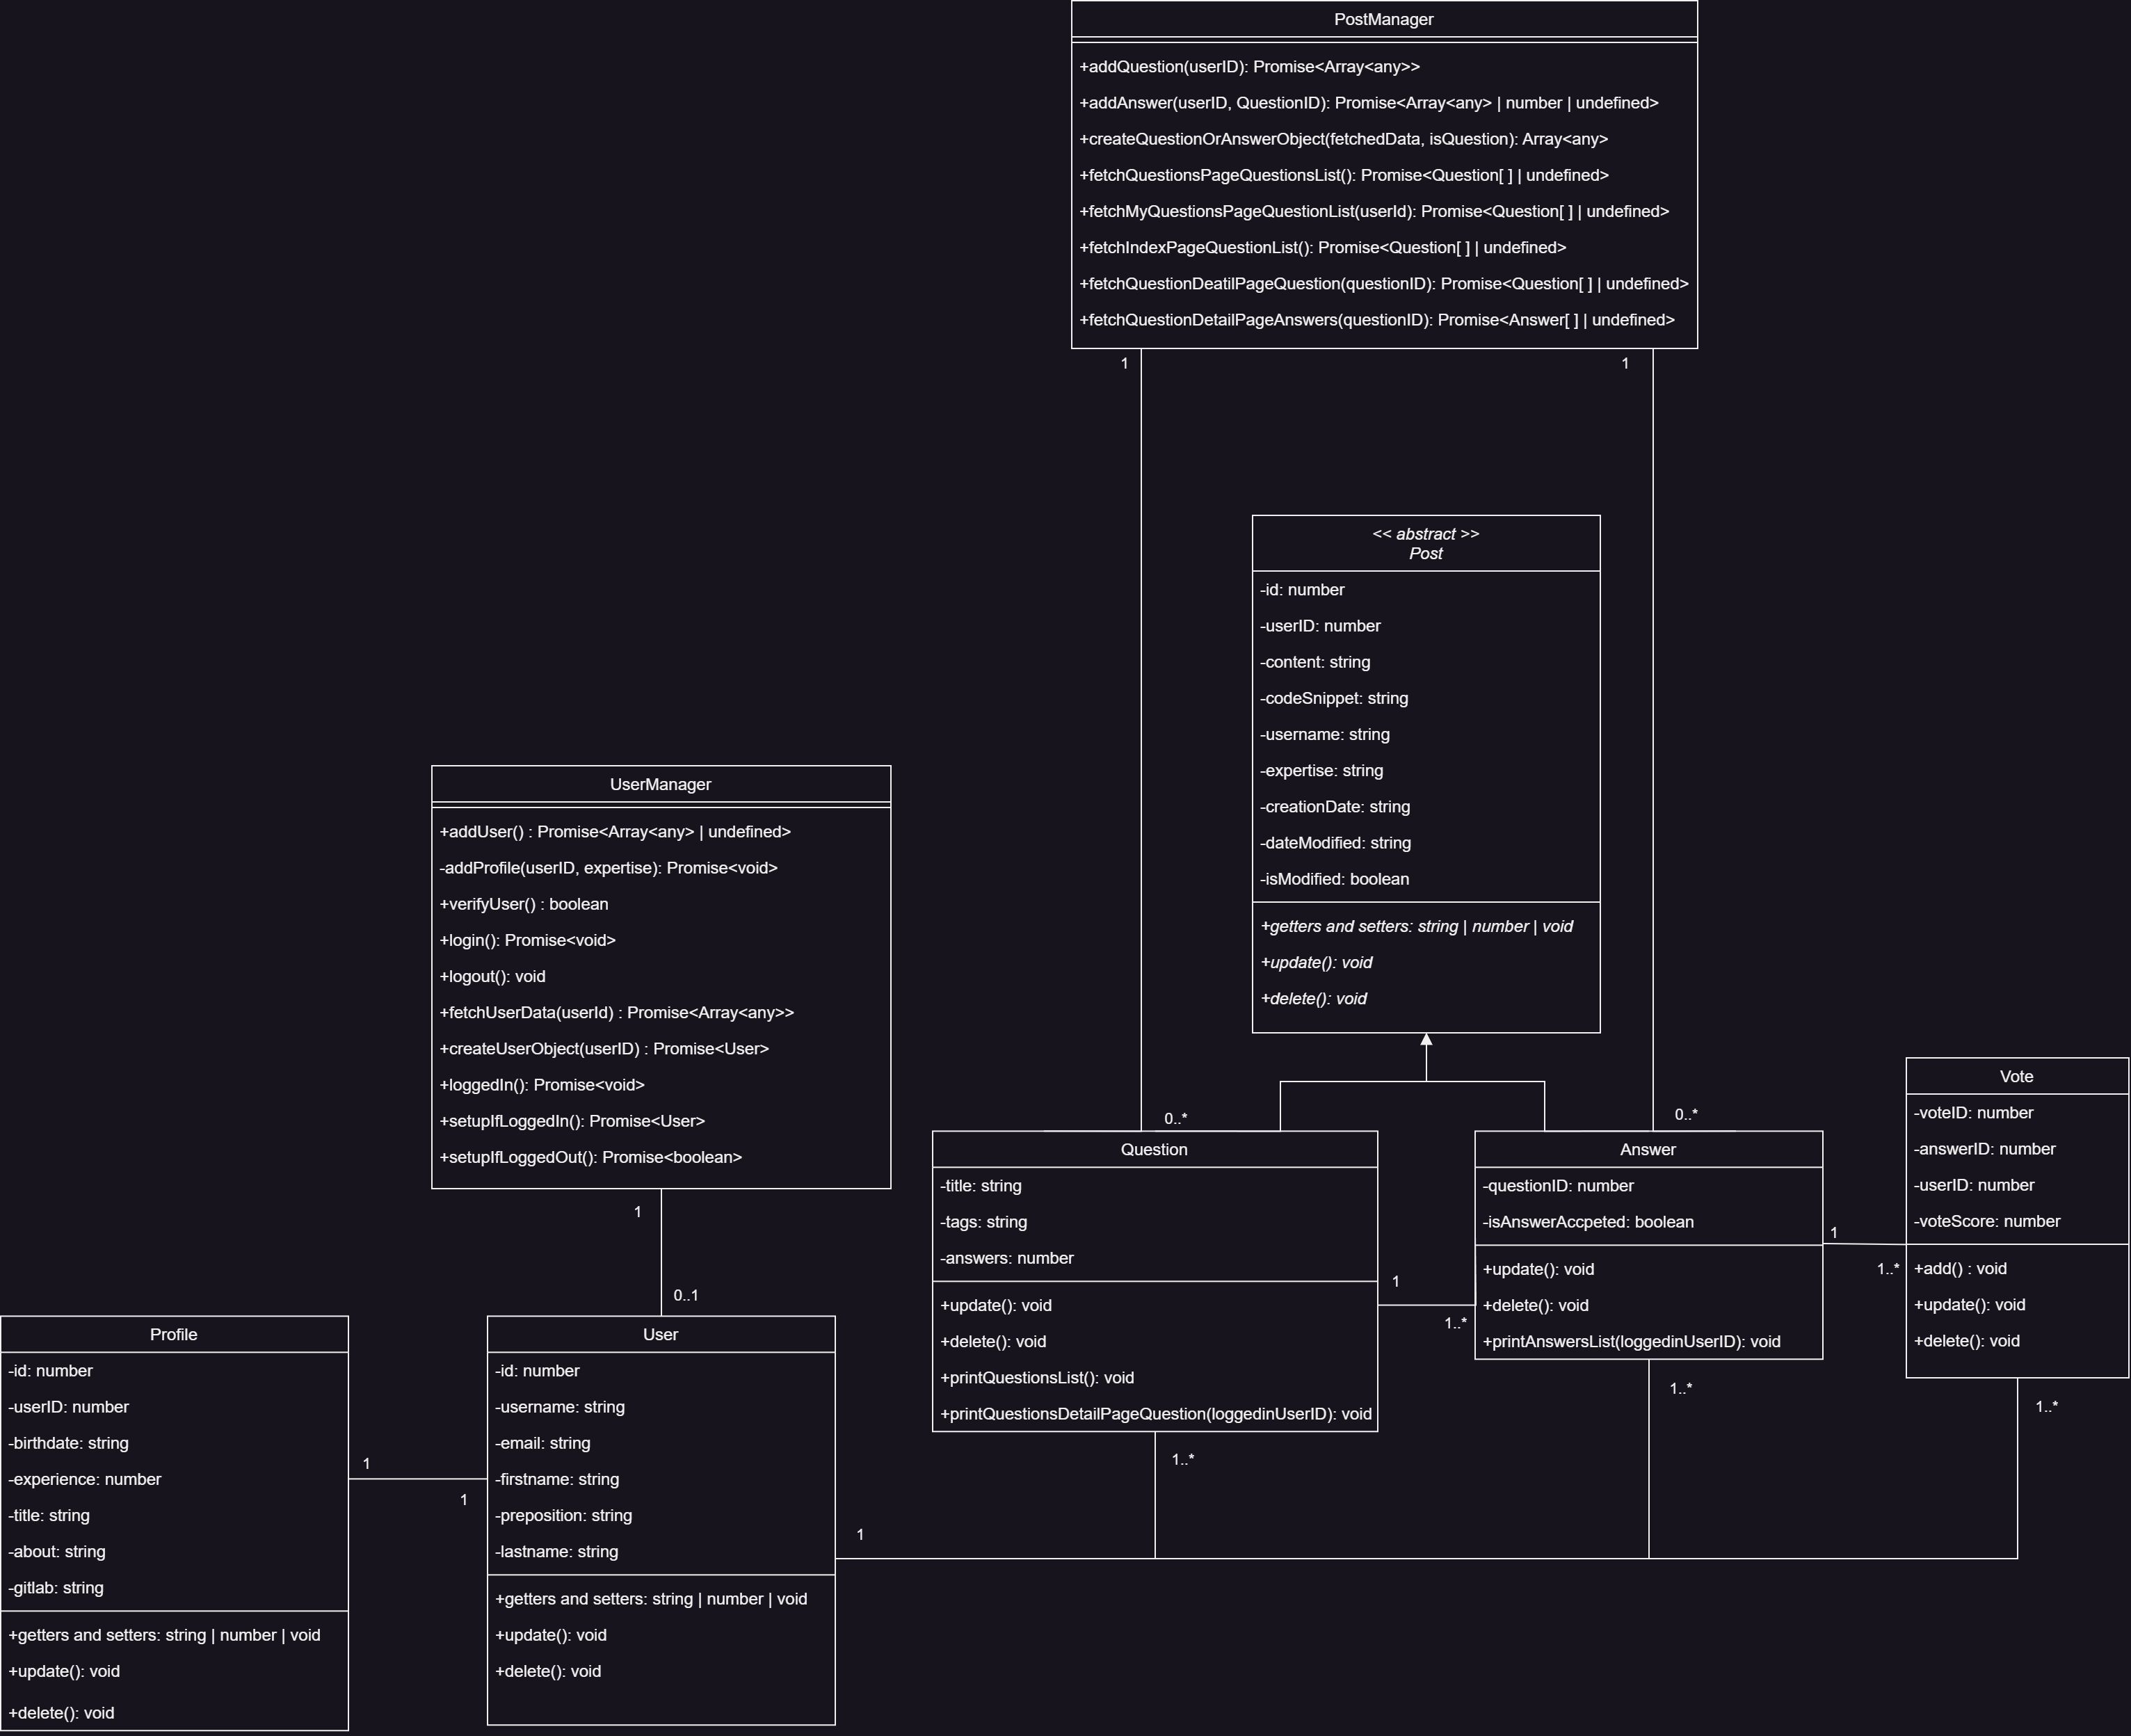 PostManager
+addQuestion(userID): Promise<Array<any>>
+addAnswer(userID, QuestionID): Promise<Array<any> | number | undefined>
+createQuestionOrAnswerObject(fetchedData, isQuestion): Array<any>
+fetchQuestionsPageQuestionsList(): Promise<Question[ ] | undefined>
+fetchMyQuestionsPageQuestionList(userId): Promise<Question[ ] | undefined>
+fetchIndexPageQuestionList(): Promise<Question[ ] | undefined>
+fetchQuestionDeatilPageQuestion(questionID): Promise<Question[ ] | undefined>
+fetchQuestionDetailPageAnswers(questionID): Promise<Answer[ ] | undefined>
1
1
<< abstract >>
Post
-id: number
-userID: number
-content: string
-codeSnippet: string
-username: string
-expertise: string
-creationDate: string
-dateModified: string
-isModified: boolean
+getters and setters: string | number | void
+update(): void
+delete(): void
UserManager
+addUser() : Promise<Array<any> | undefined>
-addProfile(userID, expertise): Promise<void>
+verifyUser() : boolean
+login(): Promise<void>
+logout(): void
+fetchUserData(userId) : Promise<Array<any>>
+createUserObject(userID) : Promise<User>
+loggedIn(): Promise<void>
+setupIfLoggedIn(): Promise<User>
+setupIfLoggedOut(): Promise<boolean>
1
0..1
0..*
0..*
Question
-title: string
-tags: string
-answers: number
+update(): void
+delete(): void
+printQuestionsList(): void
+printQuestionsDetailPageQuestion(loggedinUserID): void
1
1..*
1..*
Answer
-questionID: number
-isAnswerAccpeted: boolean
+update(): void
+delete(): void
+printAnswersList(loggedinUserID): void
1
1..*
1..*
Vote
-voteID: number
-answerID: number
-userID: number
-voteScore: number
+add() : void
+update(): void
+delete(): void
1..*
Profile
-id: number
-userID: number
-birthdate: string
-experience: number
-title: string
-about: string
-gitlab: string
+getters and setters: string | number | void
+update(): void
+delete(): void
1
1
User
-id: number
-username: string
-email: string
-firstname: string
-preposition: string
-lastname: string
+getters and setters: string | number | void
+update(): void
+delete(): void
1